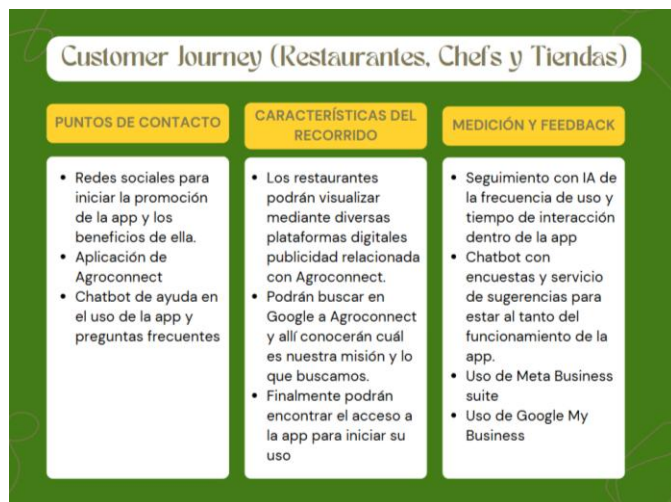 Customer Journey (Restaurantes, Chefs y Tiendas)
PUNTOS DE CONTACTO
• Redes sociales para
iniciar la promoción
de la app y los
beneficios de ella.
• Aplicación de
Agroconnect
• Chatbot de ayuda en
el uso de la app y
preguntas frecuentes
CARACTERÍSTICAS DEL
RECORRIDO
• Los restaurantes
podrán visualizar
mediante diversas
plataformas digitales
publicidad relacionada
con Agroconnect.
• Podrán buscar en
Google a Agroconnect
y allí conocerán cuál
es nuestra misión y lo
que buscamos.
• Finalmente podrán
encontrar el acceso a
la app para iniciar su
uso
MEDICIÓN Y FEEDBACK
• Seguimiento con IA de
la frecuencia de uso y
tiempo de interacción
dentro de la app
• Chatbot con
encuestas y servicio
de sugerencias para
estar al tanto del
funcionamiento de la
app.
• Uso de Meta Business
suite
• Uso de Google My
Business